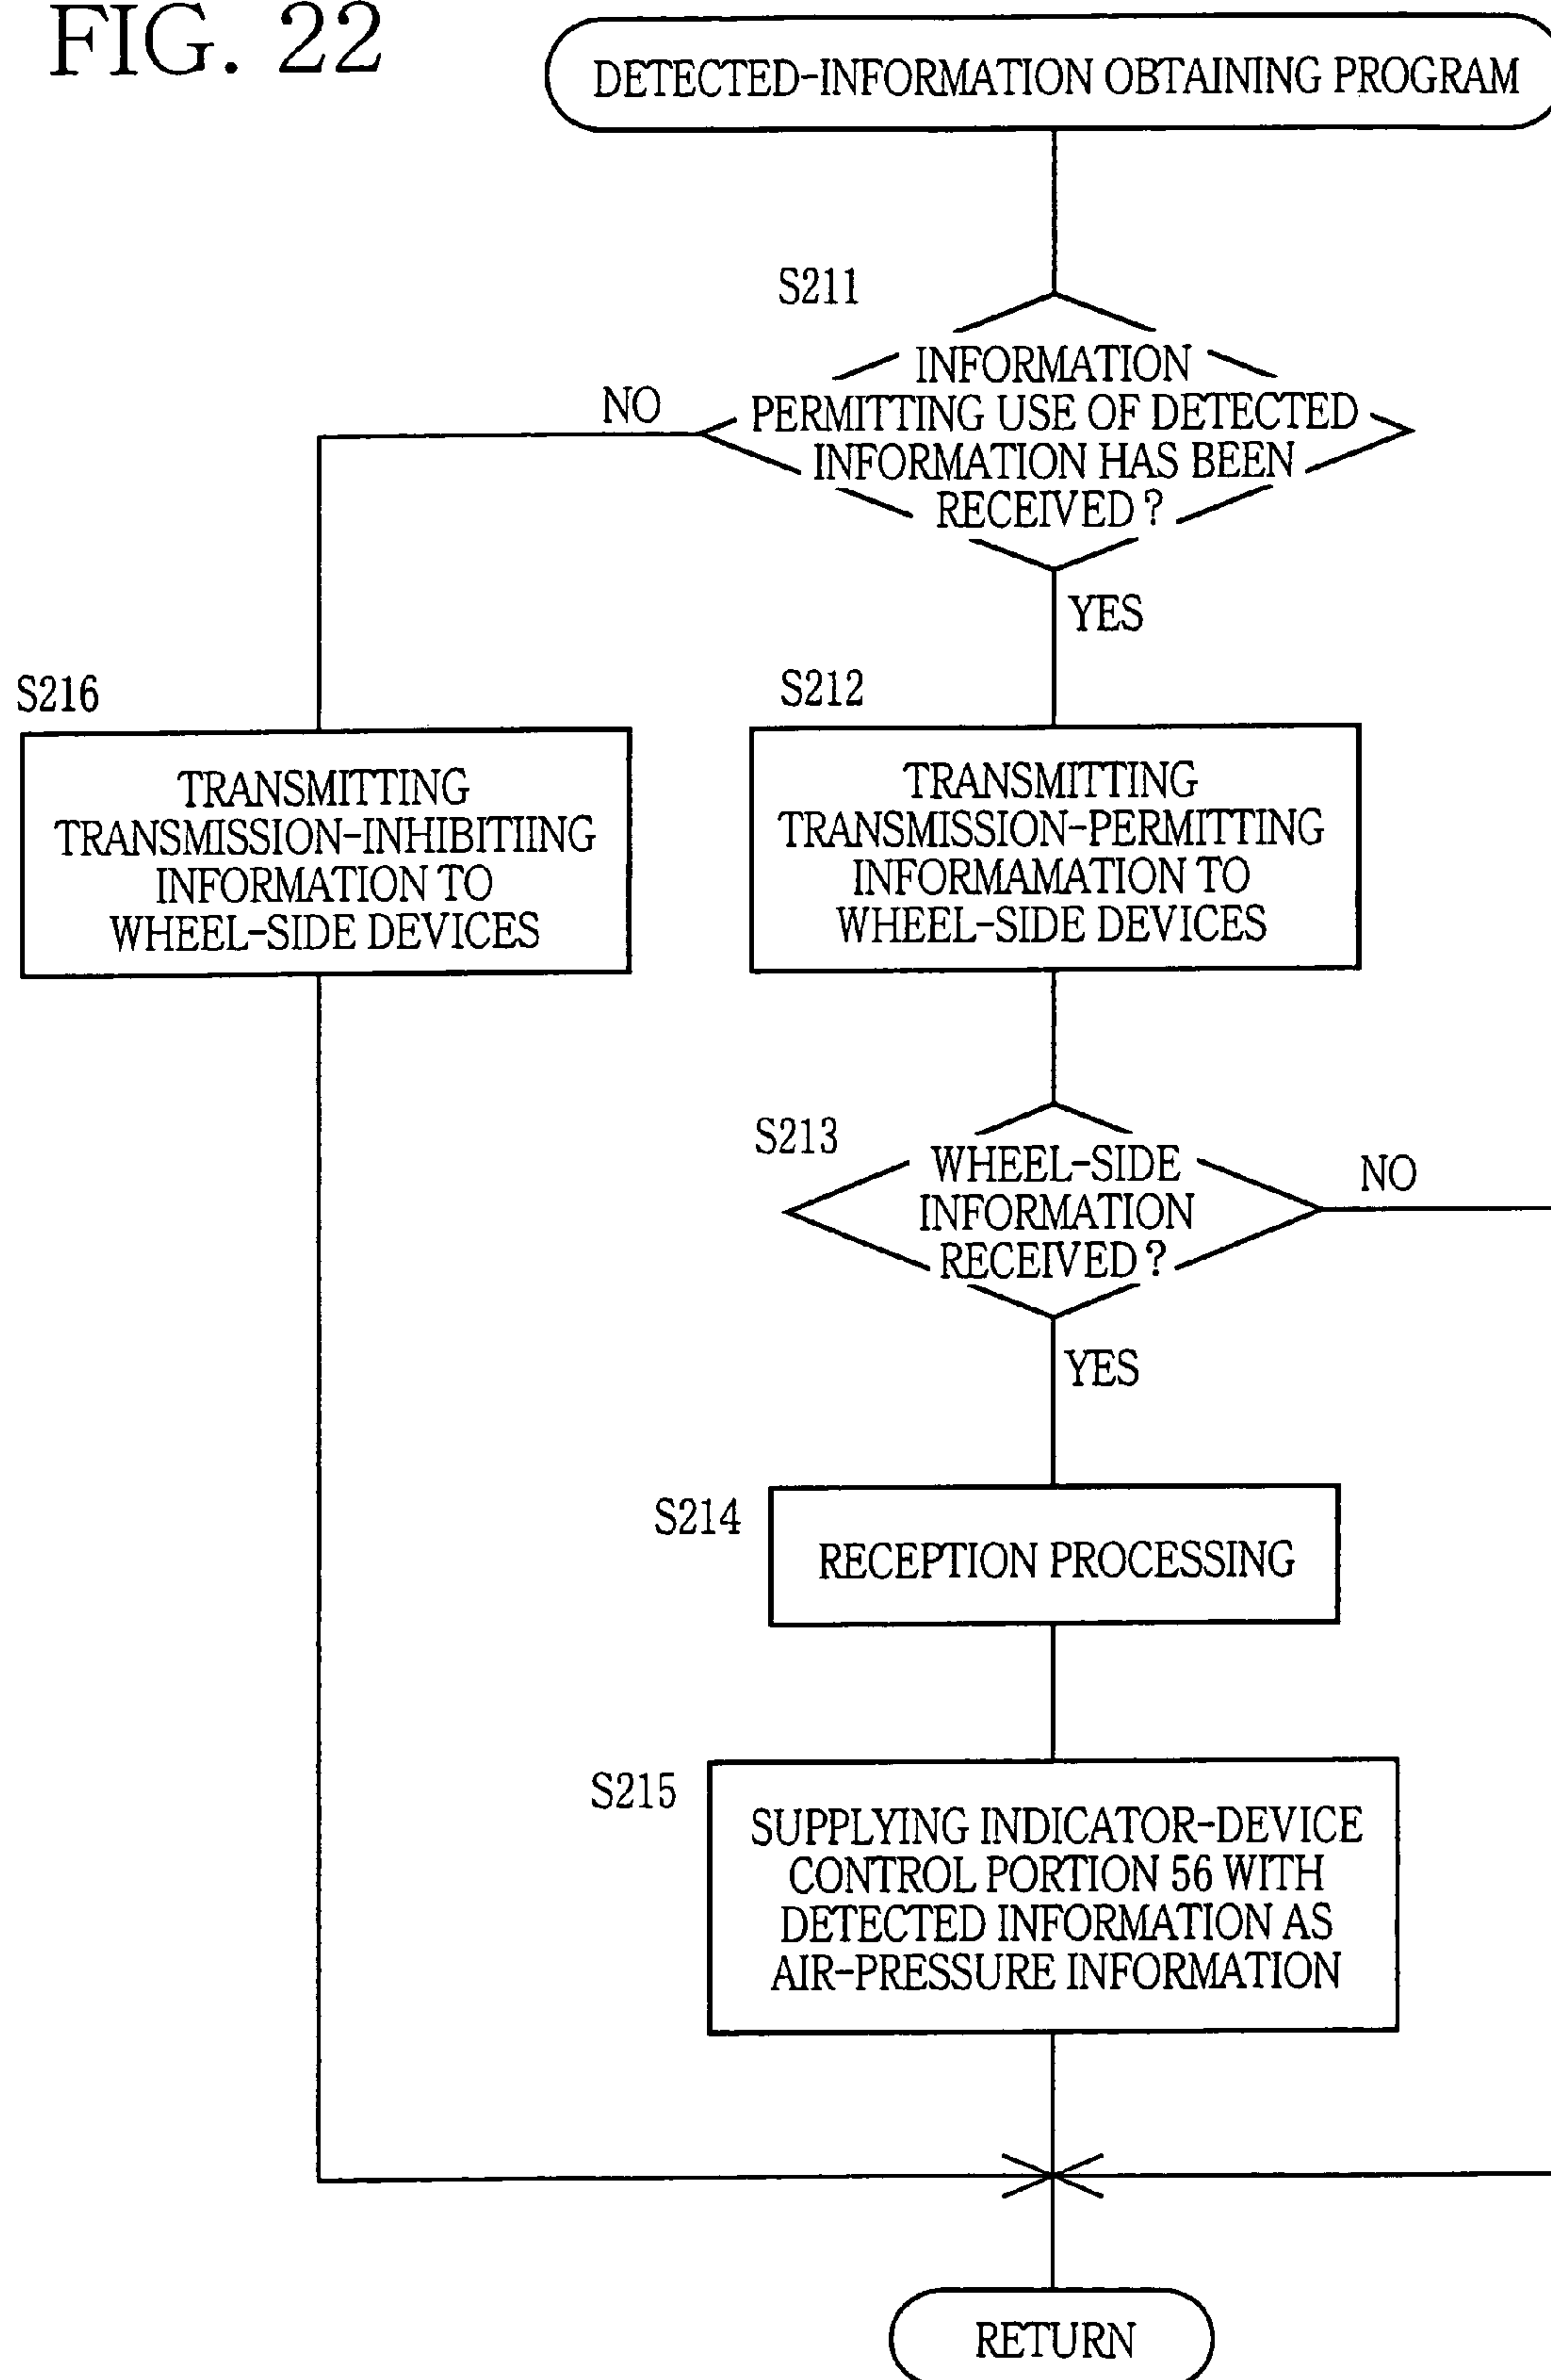 FIG. 22
DETECTED-INFORMATION OBTAINING PROGRAM
S211
INFORMATION
PERMITTING USE OF DETECTED
INFORMATION HAS BEEN
RECEIVED ?
NO
YES
S216
TRANSMITTING
TRANSMISSION-INHIBITIING
INFORMATION TO
WHEEL-SIDE DEVICES
S212
TRANSMITTING
TRANSMISSION-PERMITTING
INFORMAMATION TO
WHEEL-SIDE DEVICES
S213
WHEEL-SIDE
INFORMATION
RECEIVED ?
NO
YES
S214
RECEPTION PROCESSING
S215
SUPPLYING INDICATOR-DEVICE
CONTROL PORTION 56 WITH
DETECTED INFORMATION AS
AIR-PRESSURE INFORMATION
RETURN